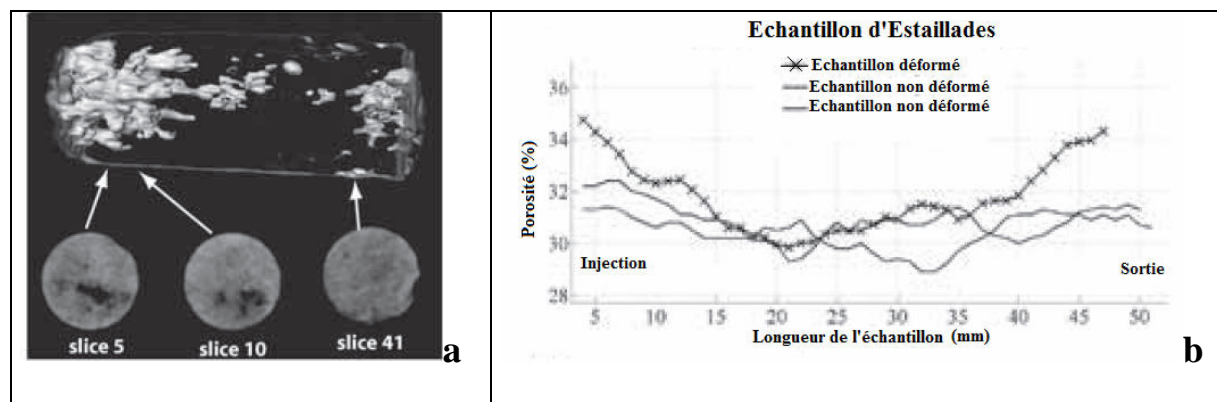 slice 5
slice 10
slice 41
a
Echantillon d'Estaillades
Echantillon déformé
Echantillon non déformé
Echantillon non déformé
36
34
32
30
28
Porosité (%)
Injection
Sortie
5 10 15 20 25 30 35 40 45 50
Longueur de l'échantillon (mm)
b